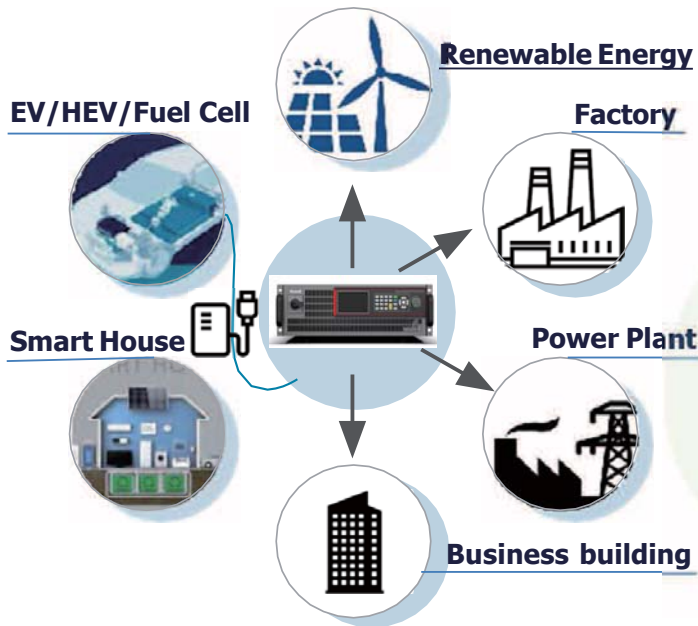 Renewable Energy
EV/HEV/Fuel Cell
Factory
Smart House
Power Plant
Business building